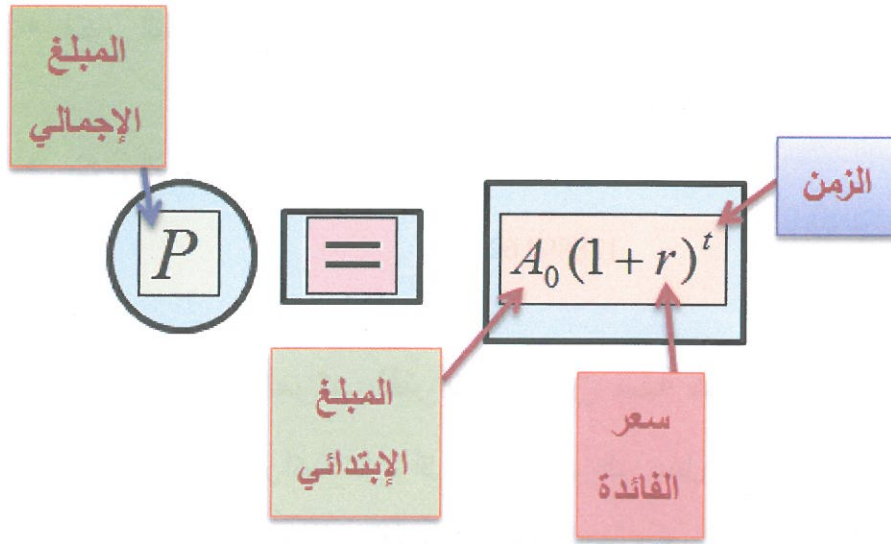 المبلغ
الإجمالي
الزمن
P = A₀ (1 + r)ᵗ
المبلغ
الإبتدائي
سعر
الفائدة